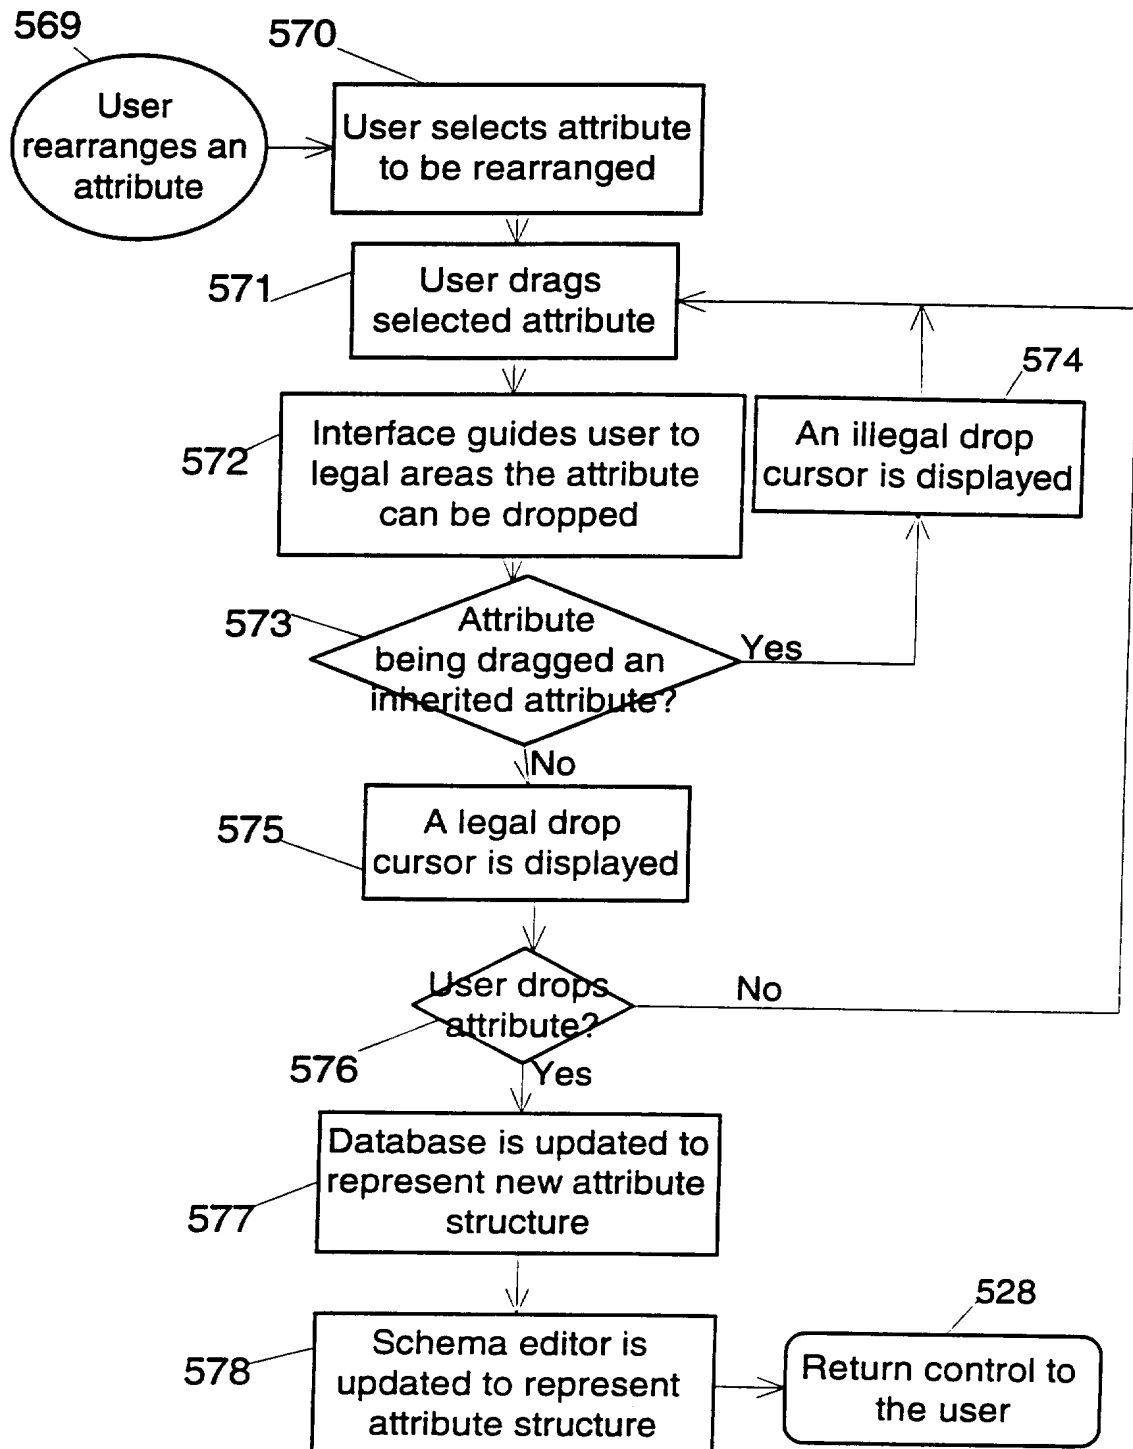 569
570
User
rearranges an
attribute
User selects attribute
to be rearranged
571
User drags
selected attribute
574
572
Interface guides user to
legal areas the attribute
can be dropped
An illegal drop
cursor is displayed
573
Attribute
being dragged an
inherited attribute?
Yes
No
575
A legal drop
cursor is displayed
User drops
attribute?
No
576
Yes
Database is updated to
represent new attribute
structure
577
528
578
Schema editor is
updated to represent
attribute structure
Return control to
the user